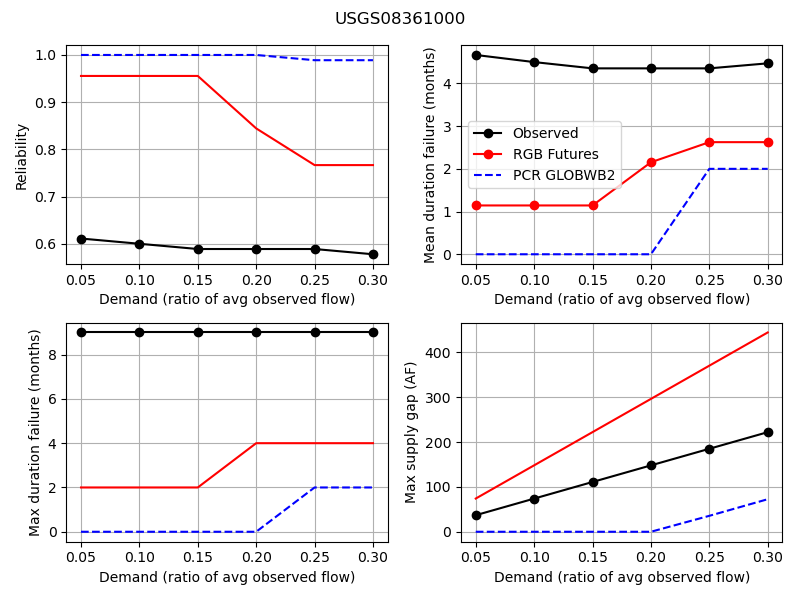 USGS08361000
Reliability
1.0
0.9
0.8
0.7
0.6
0.05 0.10 0.15 0.20 0.25 0.30
Demand (ratio of avg observed flow)
Mean duration failure (months)
4
3
2
1
0
Observed
RGB Futures
PCR GLOBWB2
0.05 0.10 0.15 0.20 0.25 0.30
Demand (ratio of avg observed flow)
Max duration failure (months)
8
6
4
2
0
0.05 0.10 0.15 0.20 0.25 0.30
Demand (ratio of avg observed flow)
Max supply gap (AF)
400
300
200
100
0
0.05 0.10 0.15 0.20 0.25 0.30
Demand (ratio of avg observed flow)